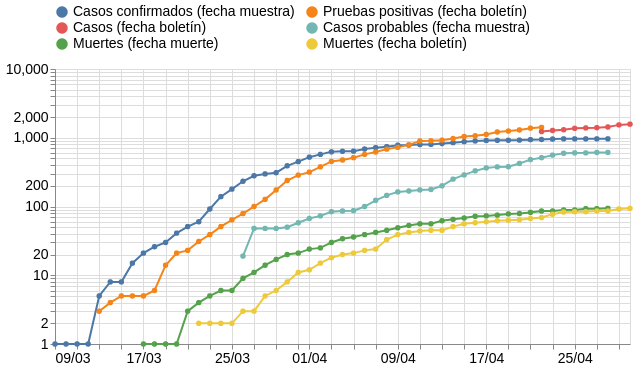 Casos confirmados (fecha muestra)
Pruebas positivas (fecha boletín)
Casos (fecha boletín)
Casos probables (fecha muestra)
Muertes (fecha muerte)
Muertes (fecha boletín)
10,000
2,000
1,000
200
100
20
10
2
1
09/03 17/03 25/03 01/04 09/04 17/04 25/04